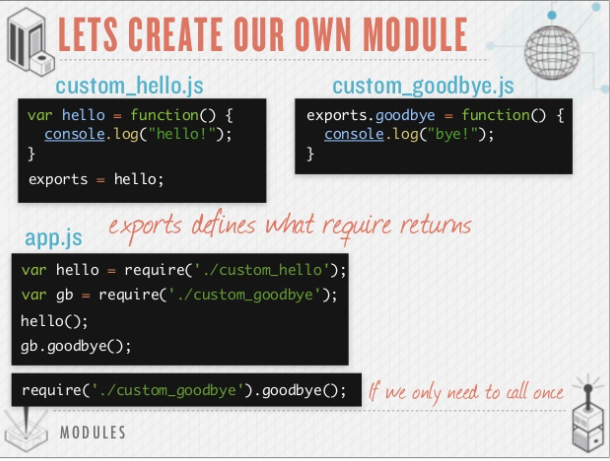 LETS CREATE OUR OWN MODULE
custom_hello.js
var hello = function() {
  console.log("hello!");
}
exports = hello;
custom_goodbye.js
exports.goodbye = function() {
  console.log("bye!");
}
exports defines what require returns
app.js
var hello = require('./custom_hello');
var gb = require('./custom_goodbye');
hello();
gb.goodbye();
require('./custom_goodbye').goodbye();
If we only need to call once
MODULES